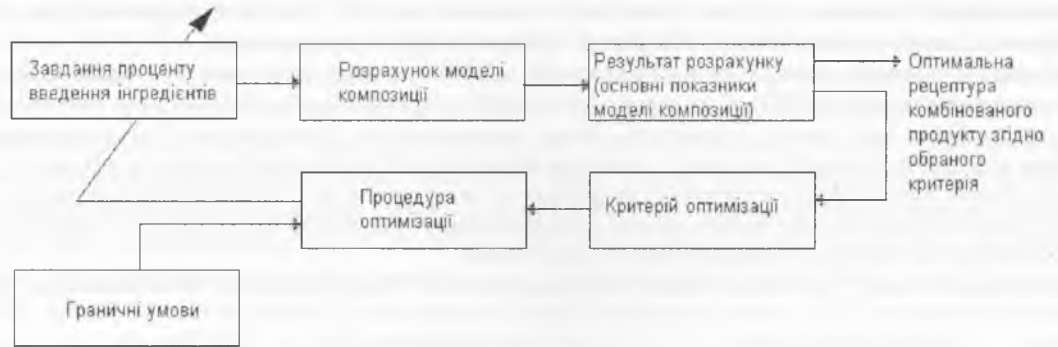 Завдання проценту
введення інгредієнтів
Розрахунок моделі
композиції
Результат розрахунку
(основні показники
моделі композиції)
Оптимальна
рецептура
комбінованого
продукту згідно
обраного
критерія
Процедура
оптимізації
Критерій оптимізації
Граничні умови